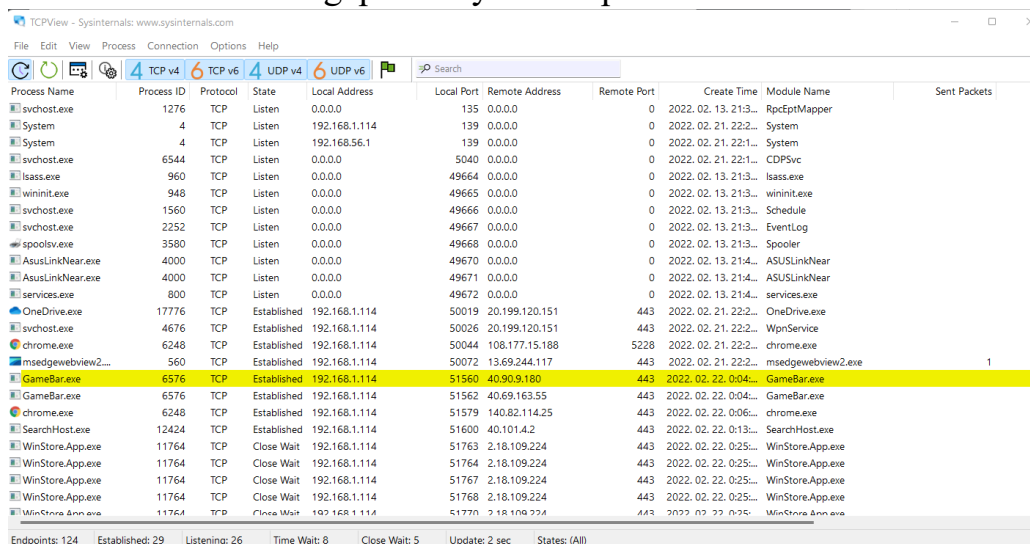 TCPView - Sysinternals: www.sysinternals.com
File Edit View Process Connection Options Help
4 TCP v4 6 TCP v6 4 UDP v4 6 UDP v6 Search
Process Name Process ID Protocol State Local Address Local Port Remote Address Remote Port Create Time Module Name Sent Packets
svchost.exe 1276 TCP Listen 0.0.0.0 135 0.0.0.0 0 2022. 02. 13. 21:3... RpcEptMapper
System 4 TCP Listen 192.168.1.114 139 0.0.0.0 0 2022. 02. 21. 22:2... System
System 4 TCP Listen 192.168.56.1 139 0.0.0.0 0 2022. 02. 21. 22:1... System
svchost.exe 6544 TCP Listen 0.0.0.0 5040 0.0.0.0 0 2022. 02. 21. 22:1... CDPSvc
lsass.exe 960 TCP Listen 0.0.0.0 49664 0.0.0.0 0 2022. 02. 13. 21:3... lsass.exe
wininit.exe 948 TCP Listen 0.0.0.0 49665 0.0.0.0 0 2022. 02. 13. 21:3... wininit.exe
svchost.exe 1560 TCP Listen 0.0.0.0 49666 0.0.0.0 0 2022. 02. 13. 21:3... Schedule
svchost.exe 2252 TCP Listen 0.0.0.0 49667 0.0.0.0 0 2022. 02. 13. 21:3... EventLog
spoolsv.exe 3580 TCP Listen 0.0.0.0 49668 0.0.0.0 0 2022. 02. 13. 21:3... Spooler
AsusLinkNear.exe 4000 TCP Listen 0.0.0.0 49670 0.0.0.0 0 2022. 02. 13. 21:4... ASUSLinkNear
AsusLinkNear.exe 4000 TCP Listen 0.0.0.0 49671 0.0.0.0 0 2022. 02. 13. 21:4... ASUSLinkNear
services.exe 800 TCP Listen 0.0.0.0 49672 0.0.0.0 0 2022. 02. 13. 21:4... services.exe
OneDrive.exe 17776 TCP Established 192.168.1.114 50019 20.199.120.151 443 2022. 02. 21. 22:2... OneDrive.exe
svchost.exe 4676 TCP Established 192.168.1.114 50026 20.199.120.151 443 2022. 02. 21. 22:2... WpnService
chrome.exe 6248 TCP Established 192.168.1.114 50044 108.177.15.188 5228 2022. 02. 21. 22:2... chrome.exe
msedgewebview2.... 560 TCP Established 192.168.1.114 50072 13.69.244.117 443 2022. 02. 21. 22:2... msedgewebview2.exe 1
GameBar.exe 6576 TCP Established 192.168.1.114 51560 40.90.9.180 443 2022. 02. 22. 0:04:... GameBar.exe
GameBar.exe 6576 TCP Established 192.168.1.114 51562 40.69.163.55 443 2022. 02. 22. 0:04:... GameBar.exe
chrome.exe 6248 TCP Established 192.168.1.114 51579 140.82.114.25 443 2022. 02. 22. 0:06:... chrome.exe
SearchHost.exe 12424 TCP Established 192.168.1.114 51600 40.101.4.2 443 2022. 02. 22. 0:13:... SearchHost.exe
WinStore.App.exe 11764 TCP Close Wait 192.168.1.114 51763 2.18.109.224 443 2022. 02. 22. 0:25:... WinStore.App.exe
WinStore.App.exe 11764 TCP Close Wait 192.168.1.114 51764 2.18.109.224 443 2022. 02. 22. 0:25:... WinStore.App.exe
WinStore.App.exe 11764 TCP Close Wait 192.168.1.114 51767 2.18.109.224 443 2022. 02. 22. 0:25:... WinStore.App.exe
WinStore.App.exe 11764 TCP Close Wait 192.168.1.114 51768 2.18.109.224 443 2022. 02. 22. 0:25:... WinStore.App.exe
WinStore.App.exe 11764 TCP Close Wait 192.168.1.114 51770 2.18.109.224 443 2022. 02. 22. 0:25:... WinStore.App.exe
Endpoints: 124 Established: 29 Listening: 26 Time Wait: 8 Close Wait: 5 Update: 2 sec States: (All)